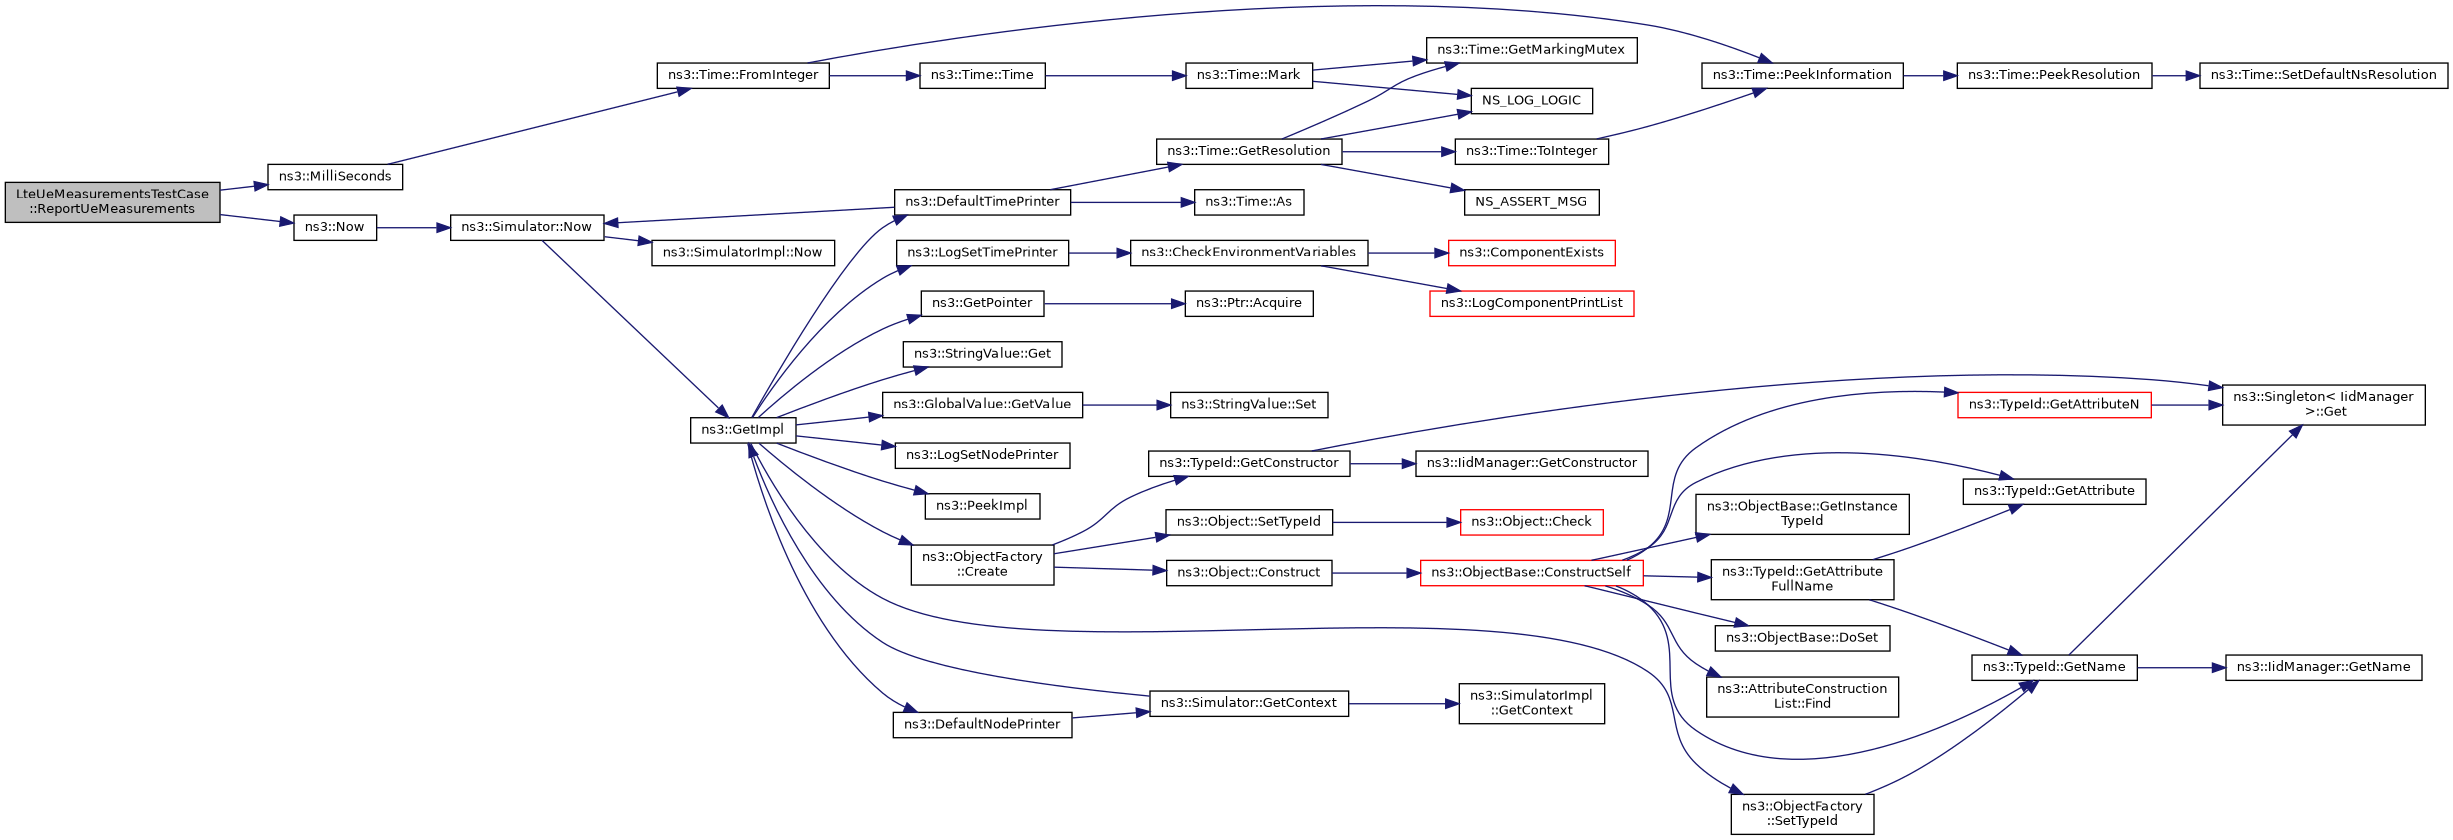 LteUeMeasurementsTestCase
::ReportUeMeasurements
ns3::MilliSeconds
ns3::Now
ns3::Time::FromInteger
ns3::Simulator::Now
ns3::SimulatorImpl::Now
ns3::GetImpl
ns3::Time::Time
ns3::DefaultTimePrinter
ns3::LogSetTimePrinter
ns3::GetPointer
ns3::StringValue::Get
ns3::GlobalValue::GetValue
ns3::LogSetNodePrinter
ns3::PeekImpl
ns3::ObjectFactory
::Create
ns3::DefaultNodePrinter
ns3::Time::Mark
ns3::Time::GetResolution
ns3::Time::As
ns3::CheckEnvironmentVariables
ns3::Ptr::Acquire
ns3::StringValue::Set
ns3::TypeId::GetConstructor
ns3::Object::SetTypeId
ns3::Object::Construct
ns3::Simulator::GetContext
ns3::Time::GetMarkingMutex
NS_LOG_LOGIC
ns3::Time::ToInteger
NS_ASSERT_MSG
ns3::ComponentExists
ns3::LogComponentPrintList
ns3::IidManager::GetConstructor
ns3::Object::Check
ns3::ObjectBase::ConstructSelf
ns3::SimulatorImpl
::GetContext
ns3::Time::PeekInformation
ns3::ObjectBase::GetInstance
TypeId
ns3::TypeId::GetAttribute
FullName
ns3::ObjectBase::DoSet
ns3::AttributeConstruction
List::Find
ns3::ObjectFactory
::SetTypeId
ns3::Time::PeekResolution
ns3::TypeId::GetAttributeN
ns3::TypeId::GetAttribute
ns3::TypeId::GetName
ns3::Time::SetDefaultNsResolution
ns3::Singleton< IidManager
>::Get
ns3::IidManager::GetName